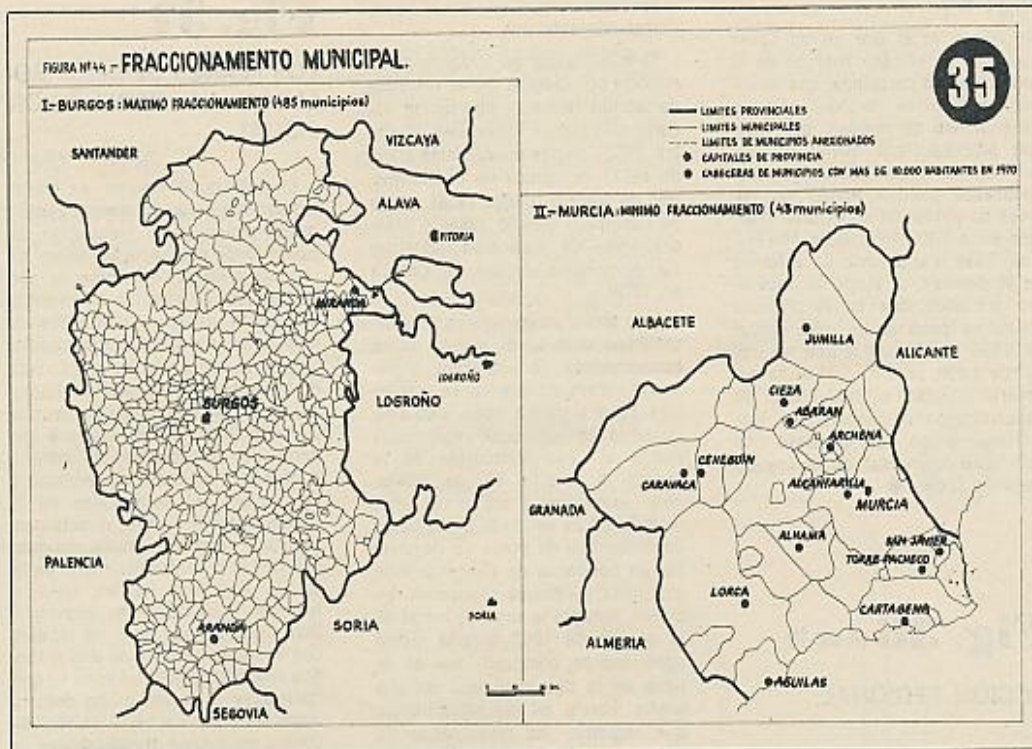 FIGURA Nº 44.- FRACCIONAMIENTO MUNICIPAL.
35
I-BURGOS: MAXIMO FRACCIONAMIENTO (485 municipios)
SANTANDER
VIZCAYA
ALAVA
VITORIA
MIRANDA
LOGROÑO
BURGOS
LOGROÑO
PALENCIA
SORIA
SORIA
ARANDA
SEGOVIA
LIMITES PROVINCIALES
LIMITES MUNICIPALES
LIMITES DE MUNICIPIOS ANEXIONADOS
CAPITALES DE PROVINCIA
CABECERAS DE MUNICIPIOS CON MAS DE 10.000 HABITANTES EN 1970
II-MURCIA: MINIMO FRACCIONAMIENTO (43 municipios)
ALBACETE
JUMILLA
ALICANTE
CIEZA
ABARAN
ARCHENA
CEHEGUIN
CARAVACA
ALCANTARILLA
MURCIA
GRANADA
ALHAMA
SAN JAVIER
TORRE-PACHECO
LORCA
CARTAGENA
ALMERIA
AGUILAS